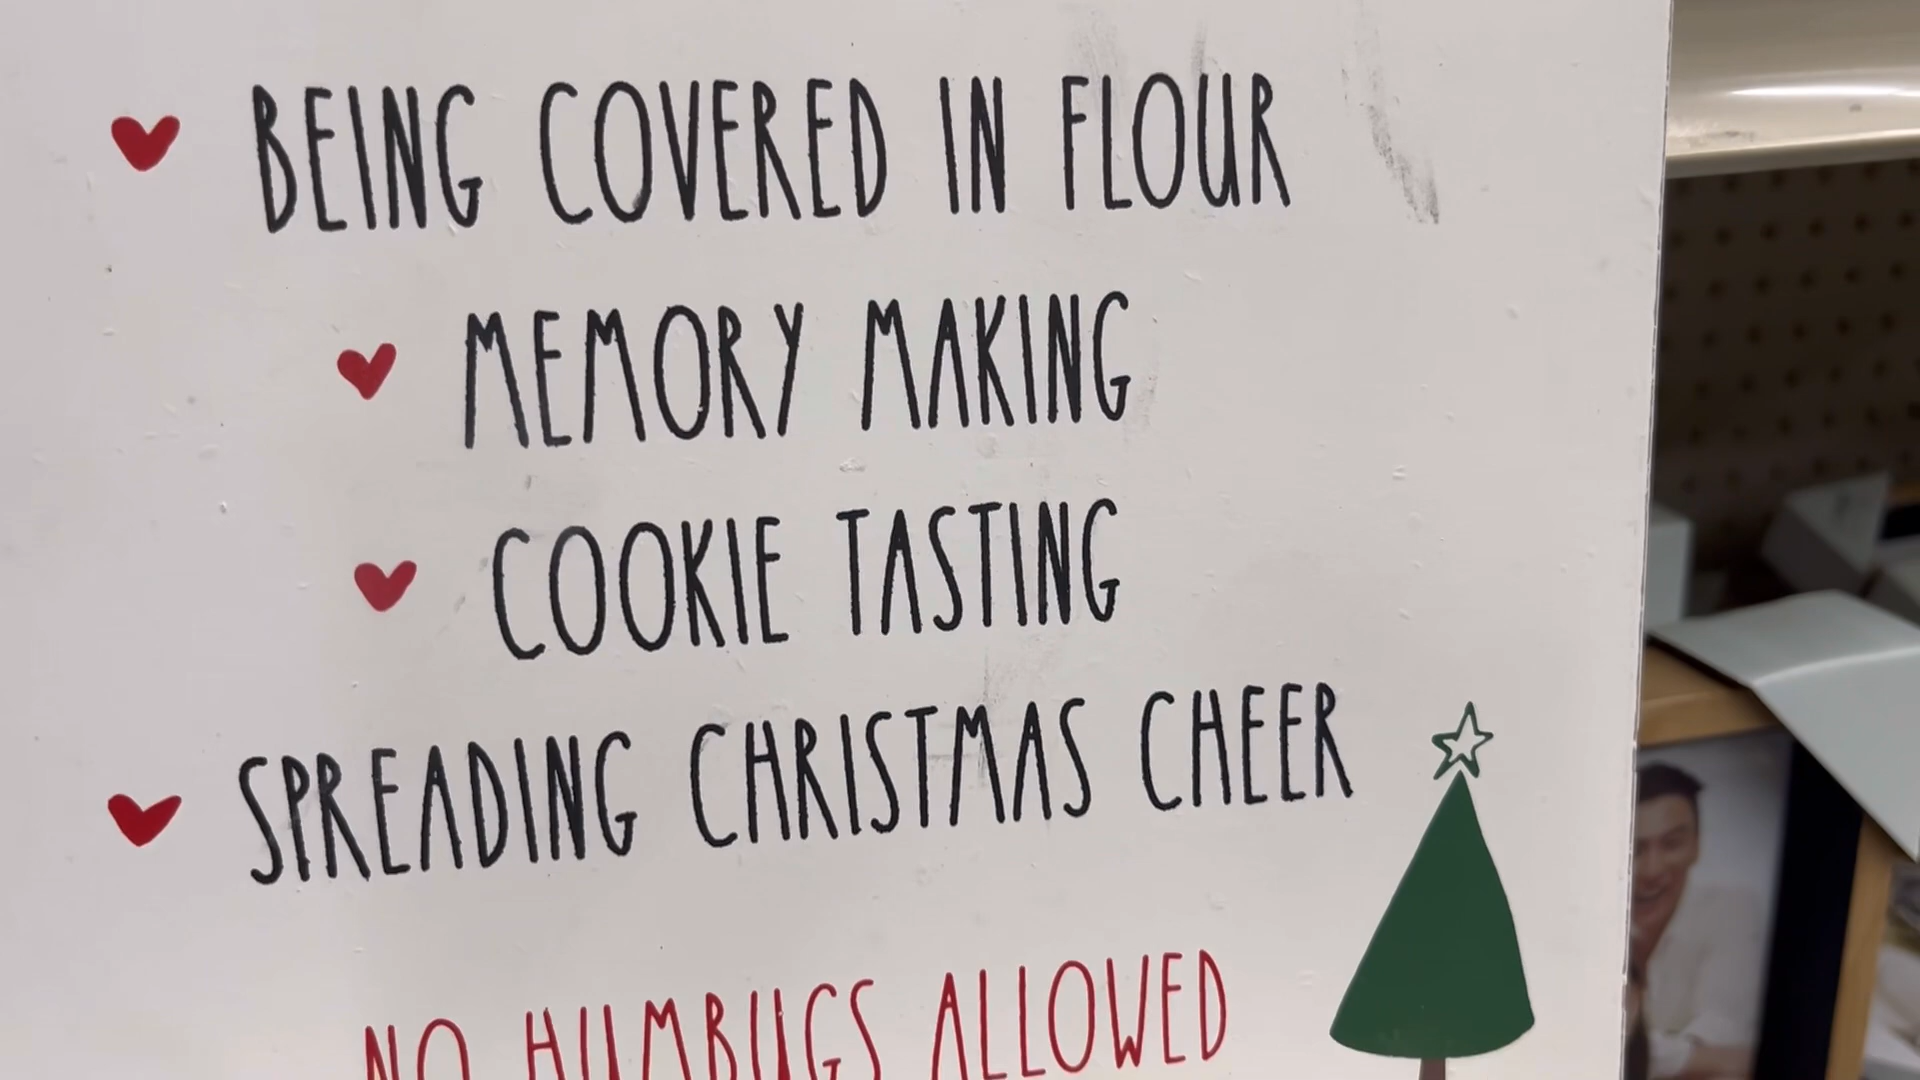 BEING COVERED IN FLOUR
MEMORY MAKING
COOKIE TASTING
SPREADING CHRISTMAS CHEER
NO HUMBUGS ALLOWED